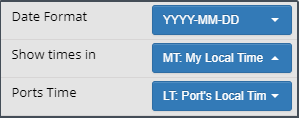 Date Format YYYY-MM-DD
Show times in MT: My Local Time
Ports Time LT: Port's Local Tim